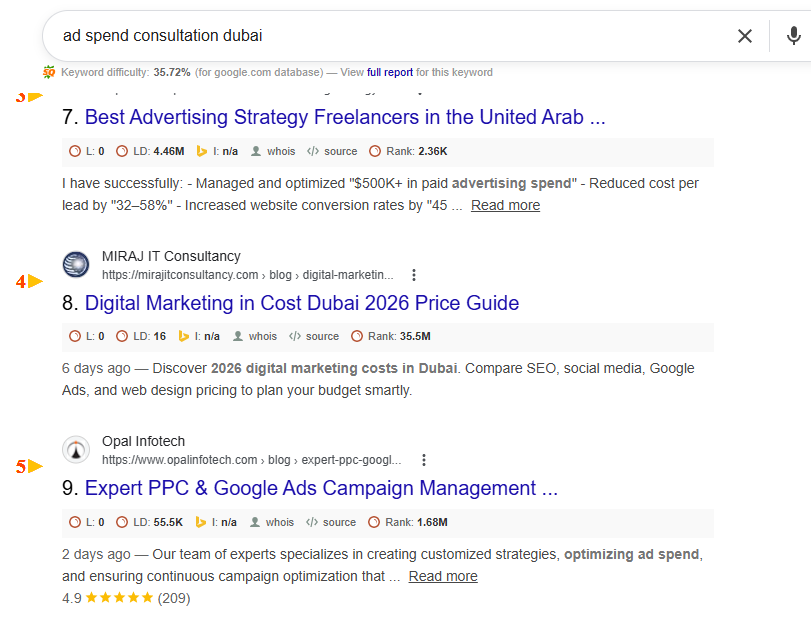 ad spend consultation dubai
Keyword difficulty: 35.72% (for google.com database) — View full report for this keyword
3
7. Best Advertising Strategy Freelancers in the United Arab ...
L: 0 LD: 4.46M I: n/a whois </> source Rank: 2.36K
I have successfully: - Managed and optimized "$500K+ in paid advertising spend" - Reduced cost per
lead by "32–58%" - Increased website conversion rates by "45 ... Read more
MIRAJ IT Consultancy
https://mirajitconsultancy.com › blog › digital-marketin...
4
8. Digital Marketing in Cost Dubai 2026 Price Guide
L: 0 LD: 16 I: n/a whois </> source Rank: 35.5M
6 days ago — Discover 2026 digital marketing costs in Dubai. Compare SEO, social media, Google
Ads, and web design pricing to plan your budget smartly.
Opal Infotech
https://www.opalinfotech.com › blog › expert-ppc-googl...
5
9. Expert PPC & Google Ads Campaign Management ...
L: 0 LD: 55.5K I: n/a whois </> source Rank: 1.68M
2 days ago — Our team of experts specializes in creating customized strategies, optimizing ad spend,
and ensuring continuous campaign optimization that ... Read more
4.9 ★★★★★ (209)